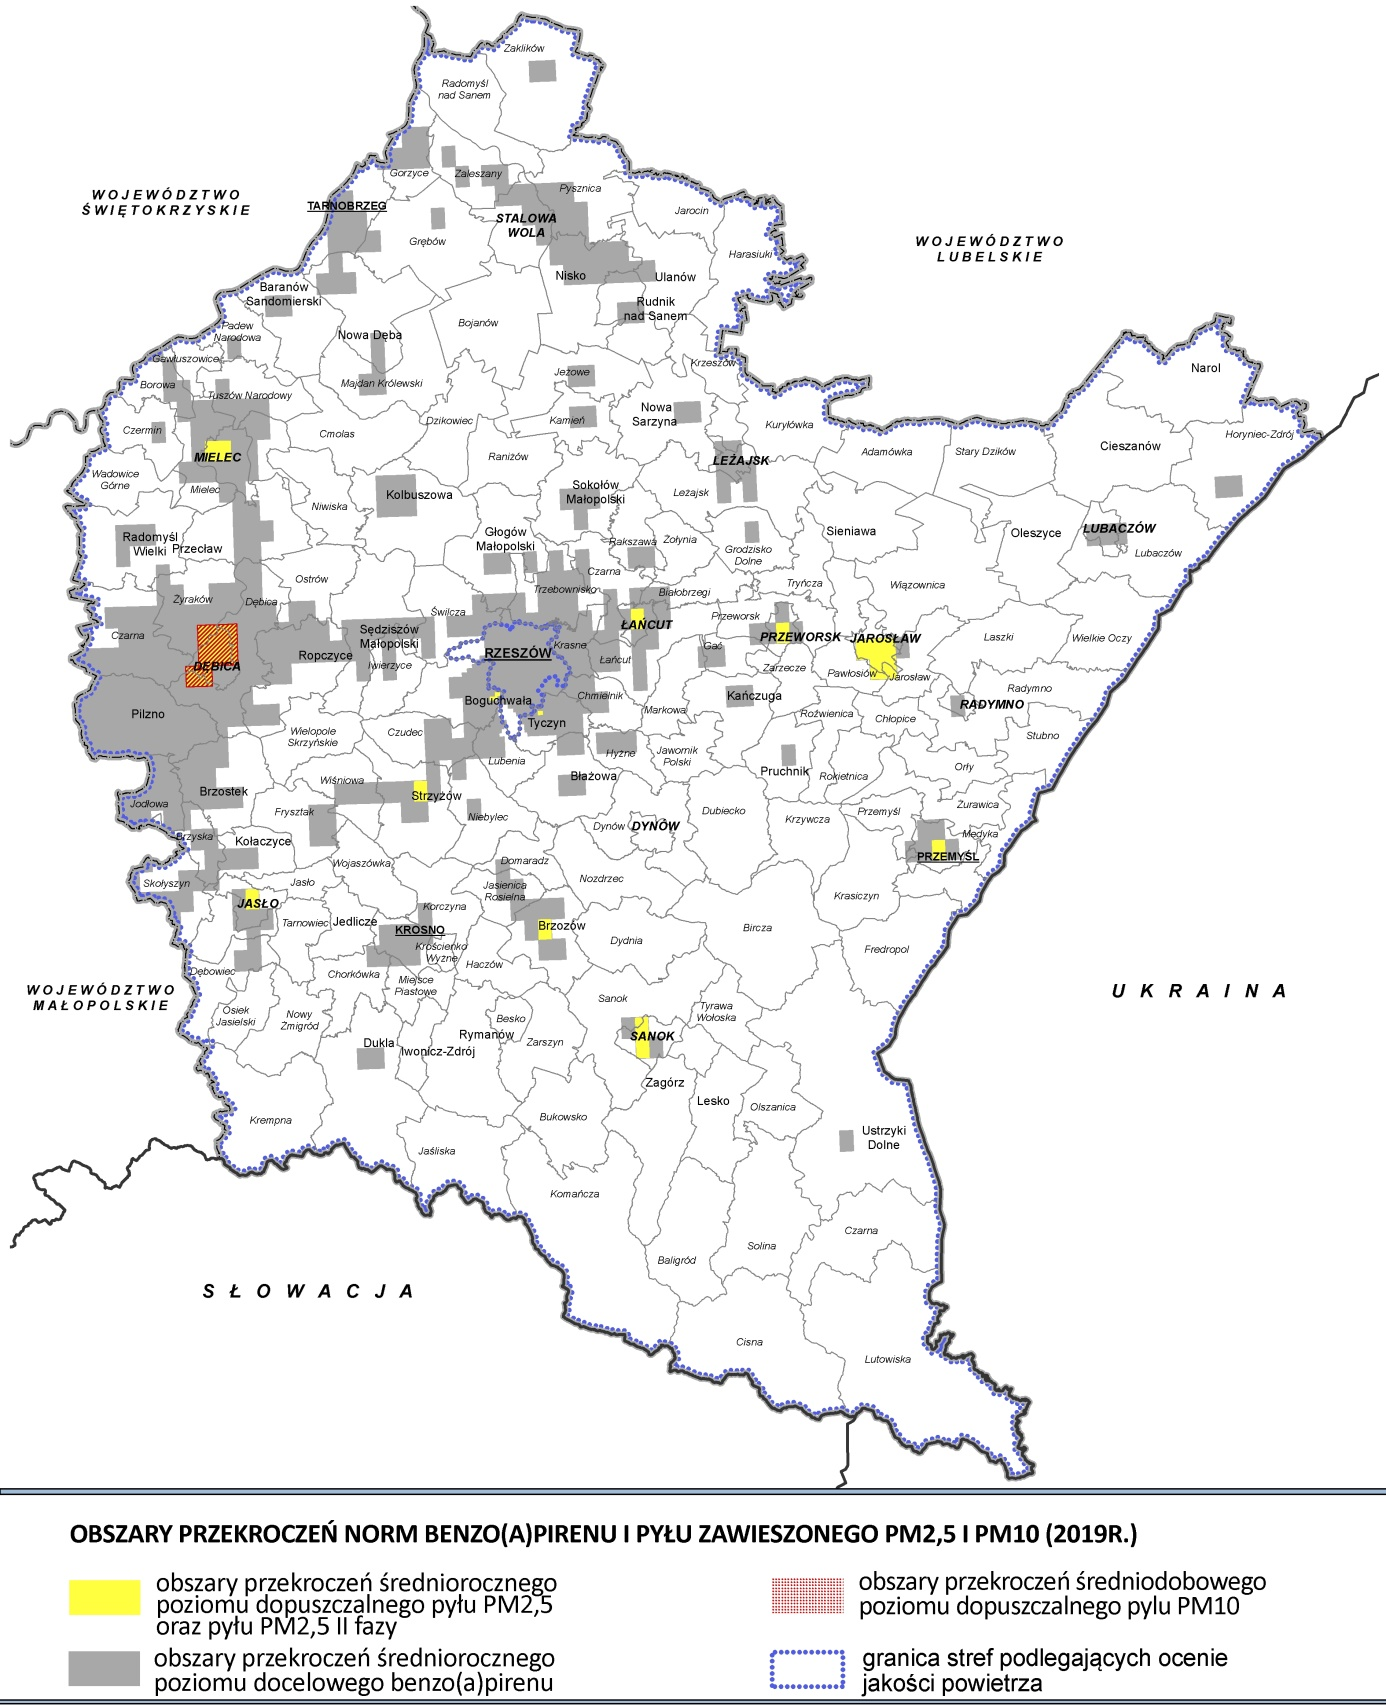 Zaklików
Radomyśl
nad Sanem
Gorzyce
Zaleszany
Pysznica
WOJEWÓDZTWO
ŚWIĘTOKRZYSKIE
TARNOBRZEG
STALOWA
WOLA
Jarocin
Grębów
Harasiuki
WOJEWÓDZTWO
LUBELSKIE
Nisko
Ulanów
Baranów
Sandomierski
Rudnik
nad Sanem
Padew
Narodowa
Nowa Dęba
Bojanów
Gawłuszowice
Krzeszów
Narol
Borowa
Tuszów Narodowy
Majdan Królewski
Jeżowe
Nowa
Sarzyna
Czermin
Cmolas
Dzikowiec
Kamień
Kuryłówka
Horyniec-Zdrój
Cieszanów
MIELEC
Raniżów
LEŻAJSK
Adamówka
Stary Dzików
Wadowice
Górne
Mielec
Niwiska
Kolbuszowa
Sokołów
Małopolski
Leżajsk
Radomyśl
Wielki
Przecław
Głogów
Małopolski
Rakszawa
Żołynia
Grodzisko
Dolne
Sieniawa
Oleszyce
LUBACZÓW
Lubaczów
Ostrów
Czarna
Trzebownisko
Białobrzegi
Tryńcza
Wiązownica
Żyraków
Dębica
Świlcza
Czarna
Sędziszów
Małopolski
ŁAŃCUT
Przeworsk
PRZEWORSK
JAROSŁAW
Laszki
Wielkie Oczy
Ropczyce
Iwierzyce
RZESZÓW
Krasne
Łańcut
Gać
DĘBICA
Zarzecze
Pawłosiów
Jarosław
Pilzno
Boguchwała
Chmielnik
Markowa
Kańczuga
Radymno
RADYMNO
Tyczyn
Roźwienica
Chłopice
Stubno
Wielopole
Skrzyńskie
Czudec
Lubenia
Hyżne
Jawornik
Polski
Orły
Wiśniowa
Błażowa
Pruchnik
Rokietnica
Brzostek
Strzyżów
Jodłowa
Frysztak
Niebylec
Dubiecko
Krzywcza
Przemyśl
Żurawica
Dynów
DYNÓW
Medyka
Brzyska
Kołaczyce
Wojaszówka
Domaradz
PRZEMYŚL
Skołyszyn
Jasło
Jasienica
Rosielna
Nozdrzec
Krasiczyn
JASŁO
Korczyna
Tarnowiec
Jedlicze
KROSNO
Brzozów
Bircza
Krościenko
Wyżne
Dydnia
Fredropol
Dębowiec
Chorkówka
Haczów
WOJEWÓDZTWO
MAŁOPOLSKIE
Miejsce
Piastowe
UKRAINA
Osiek
Jasielski
Nowy
Żmigród
Sanok
Tyrawa
Wołoska
Besko
Rymanów
Zarszyn
SANOK
Dukla
Iwonicz-Zdrój
Zagórz
Lesko
Olszanica
Krempna
Bukowsko
Ustrzyki
Dolne
Jaśliska
Komańcza
Czarna
Solina
Baligród
SŁOWACJA
Cisna
Lutowiska
OBSZARY PRZEKROCZEŃ NORM BENZO(A)PIRENU I PYŁU ZAWIESZONEGO PM2,5 I PM10 (2019R.)
obszary przekroczeń średniorocznego
poziomu dopuszczalnego pyłu PM2,5
oraz pyłu PM2,5 II fazy
obszary przekroczeń średniodobowego
poziomu dopuszczalnego pylu PM10
obszary przekroczeń średniorocznego
poziomu docelowego benzo(a)pirenu
granica stref podlegających ocenie
jakości powietrza